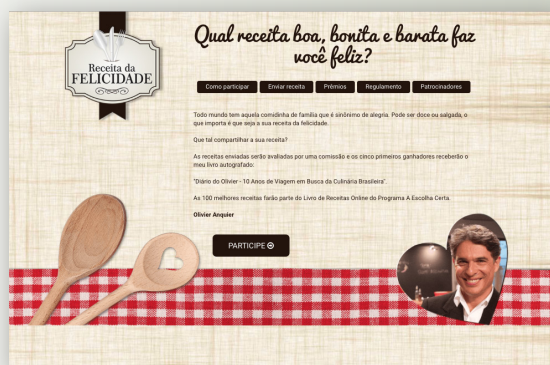 Receita da
FELICIDADE
Qual receita boa, bonita e barata faz
você feliz?
Como participar
Enviar receita
Prêmios
Regulamento
Patrocinadores
Todo mundo tem aquela comidinha de família que é sinônimo de alegria. Pode ser doce ou salgada, o
que importa é que seja a sua receita da felicidade.
Que tal compartilhar a sua receita?
As receitas enviadas serão avaliadas por uma comissão e os cinco primeiros ganhadores receberão o
meu livro autografado:
"Diário do Olivier - 10 Anos de Viagem em Busca da Culinária Brasileira".
As 100 melhores receitas farão parte do Livro de Receitas Online do Programa A Escolha Certa.
Olivier Anquier
PARTICIPE